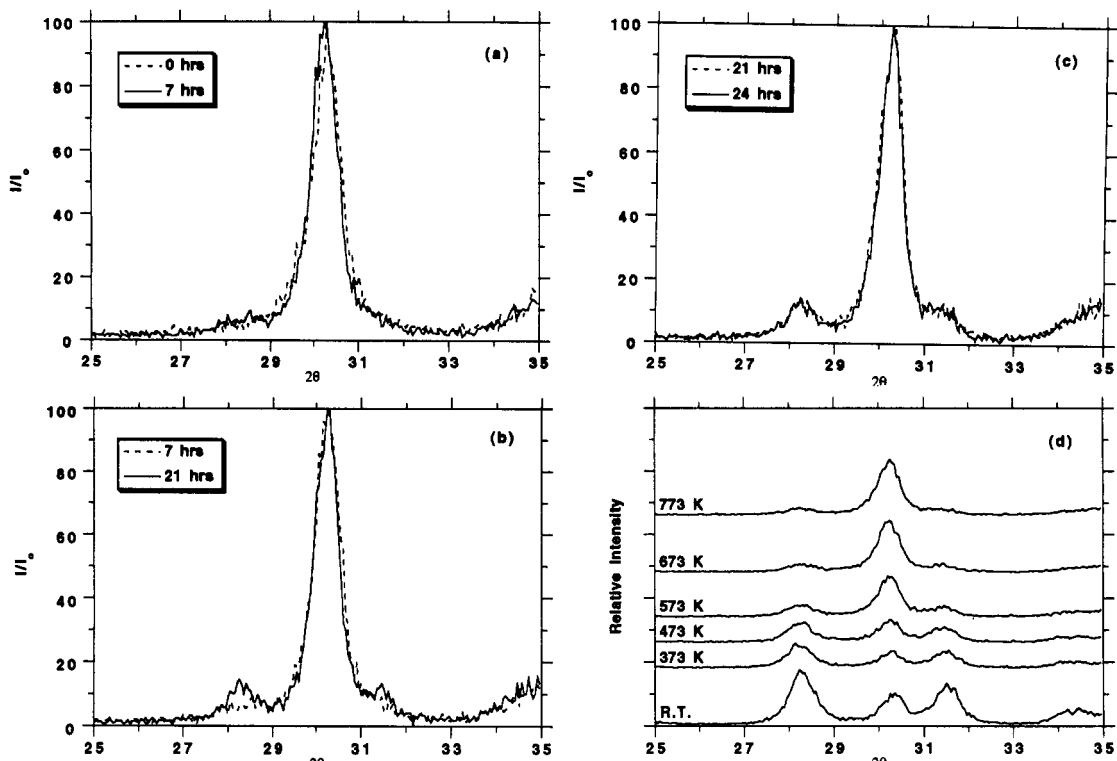 (a)
0 hrs
7 hrs
I/I₀
100
80
60
40
20
0
25 27 29 31 33 35
2θ
(c)
21 hrs
24 hrs
I/I₀
100
80
60
40
20
0
25 27 29 31 33 35
2θ
(b)
7 hrs
21 hrs
I/I₀
100
80
60
40
20
0
25 27 29 31 33 35
(d)
Relative Intensity
773 K
673 K
573 K
473 K
373 K
R.T.
25 27 29 31 33 35